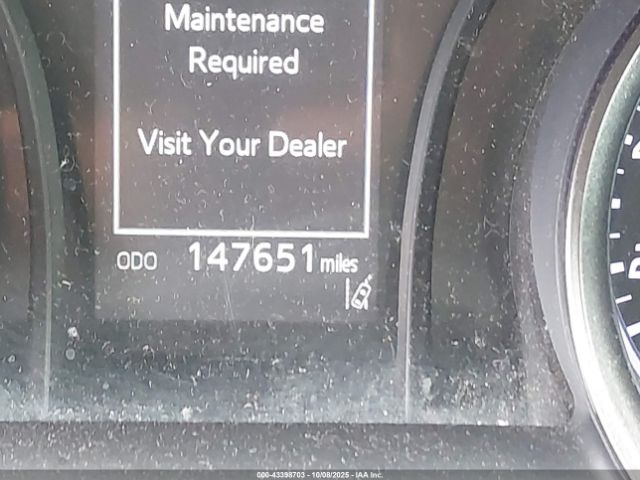 Maintenance
Required
Visit Your Dealer
ODO 147651 miles
000-43398703 | 10/08/2025 - IAA Inc.